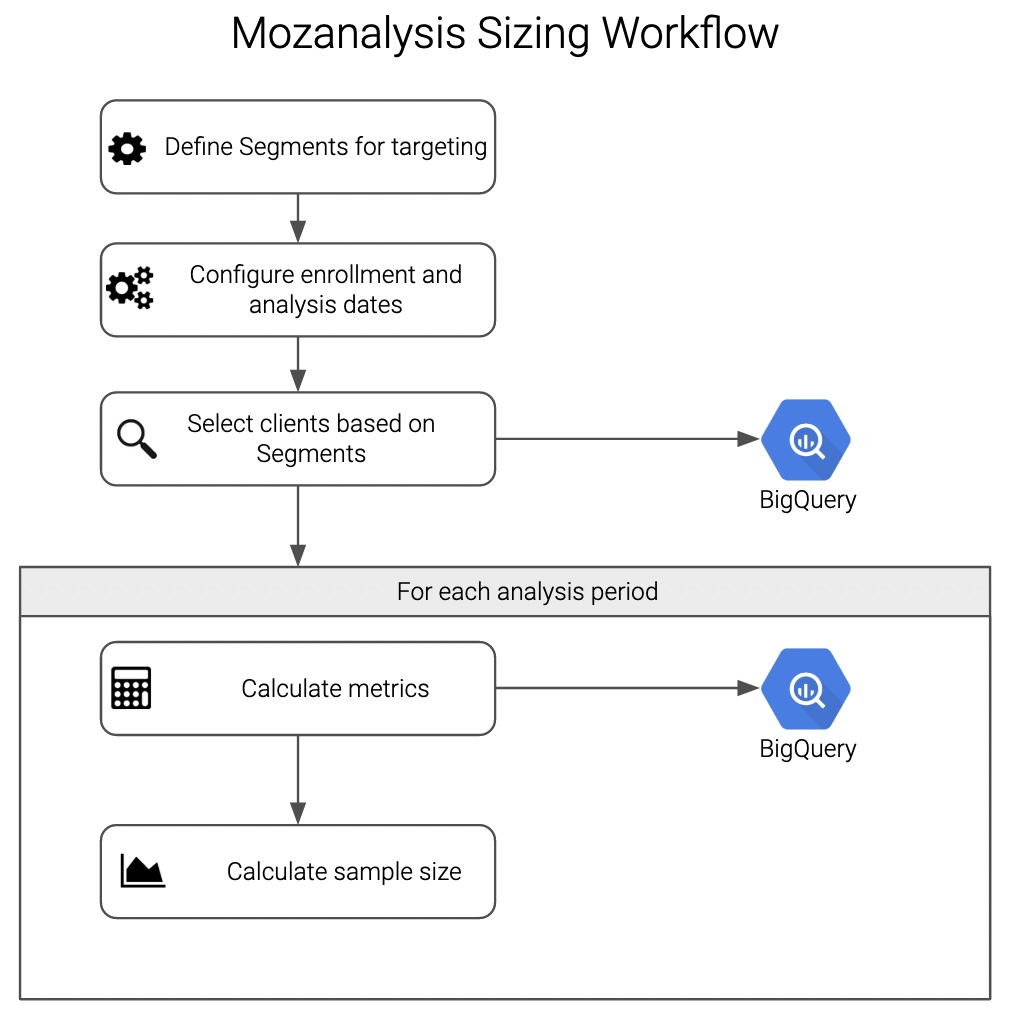 Mozanalysis Sizing Workflow
Define Segments for targeting
Configure enrollment and
analysis dates
Select clients based on
Segments
BigQuery
For each analysis period
Calculate metrics
BigQuery
Calculate sample size